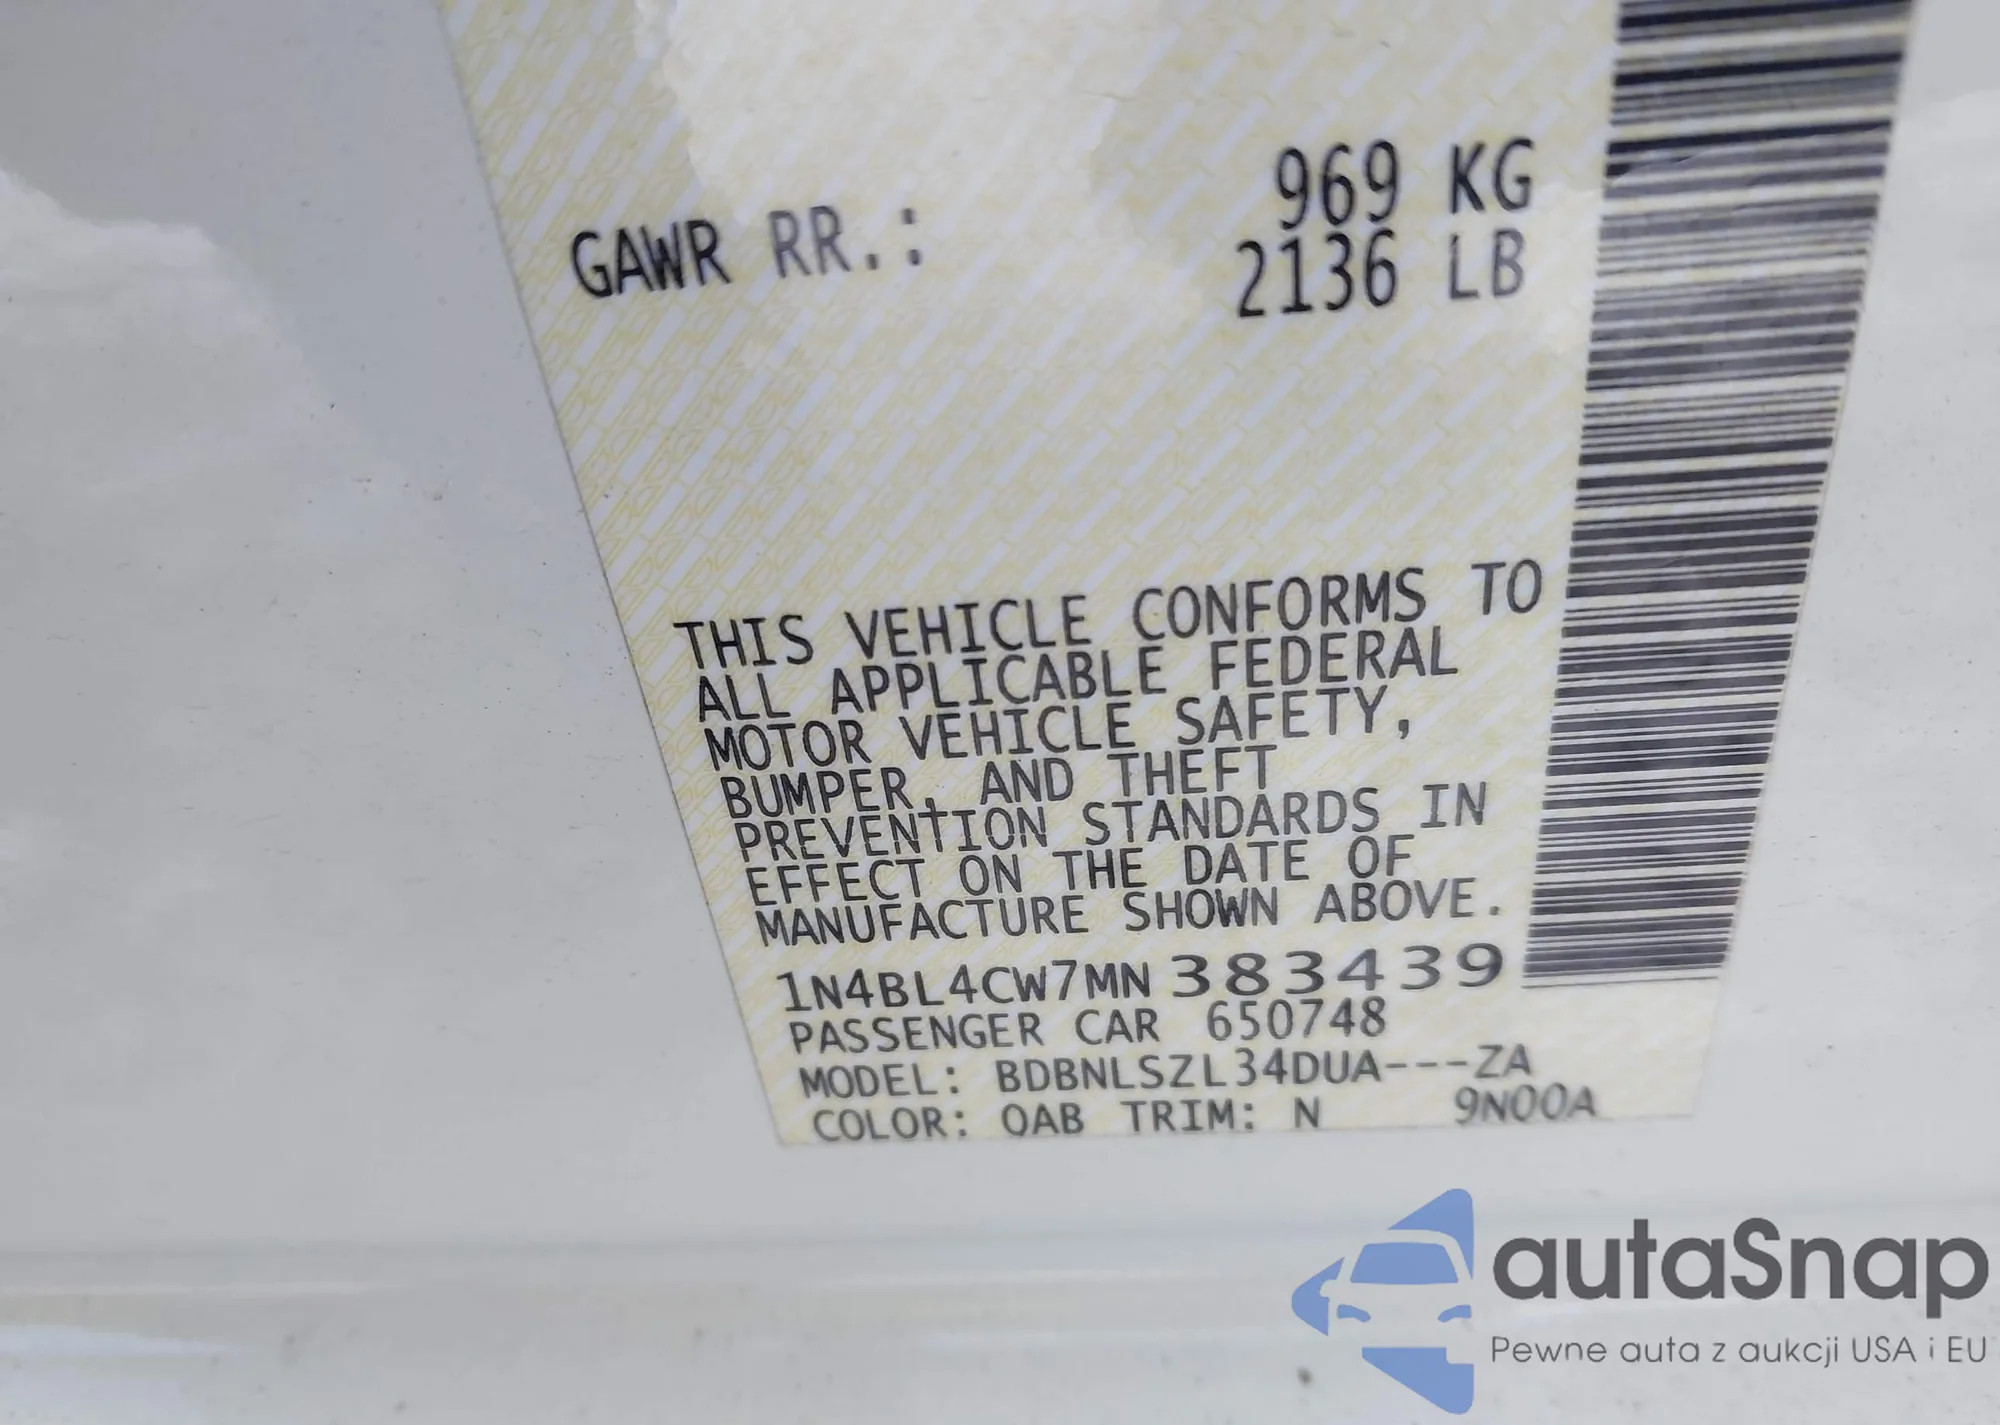 969 KG
GAWR RR.:
2136 LB
THIS VEHICLE CONFORMS TO
ALL APPLICABLE FEDERAL
MOTOR VEHICLE SAFETY,
BUMPER, AND THEFT
PREVENTION STANDARDS IN
EFFECT ON THE DATE OF
MANUFACTURE SHOWN ABOVE.
1N4BL4CW7MN383439
PASSENGER CAR 650748
MODEL: BDBNLSZL34DUA---ZA
COLOR: QAB TRIM: N 9N00A
autaSnap
Pewne auta z aukcji USA i EU